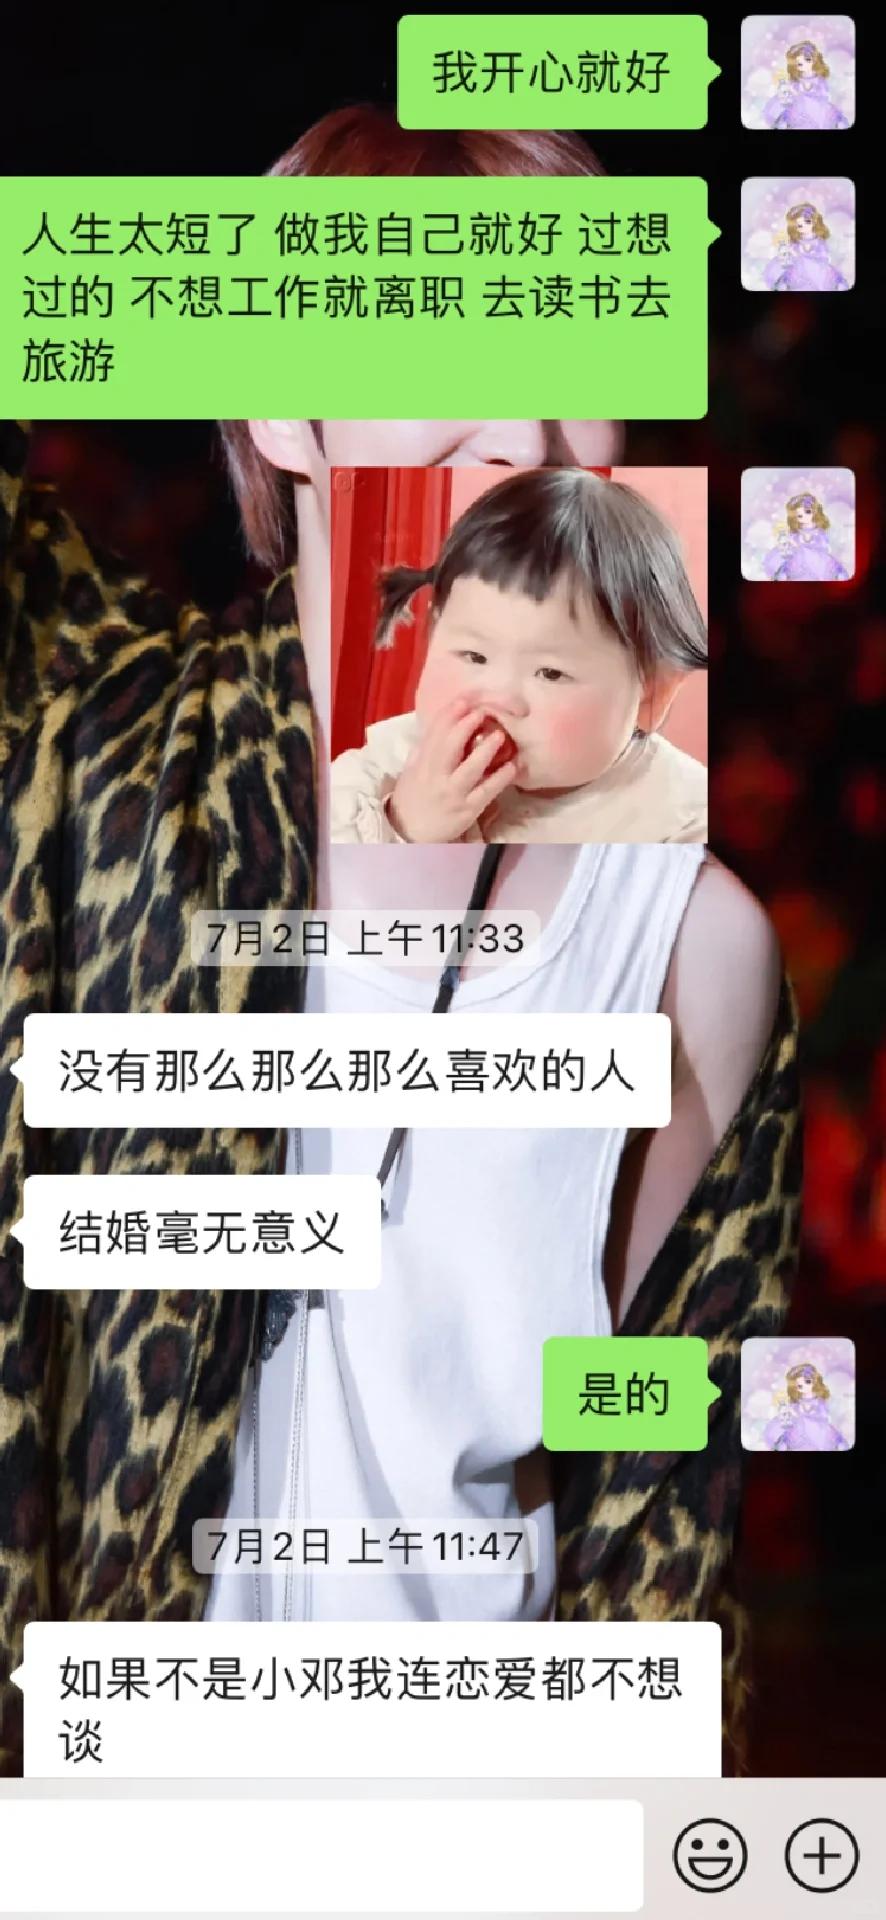 我开心就好
人生太短了 做我自己就好 过想
过的 不想工作就离职 去读书去
旅游
7月2日 上午11:33
没有那么那么那么喜欢的人
结婚毫无意义
是的
7月2日 上午11:47
如果不是小邓我连恋爱都不想
谈